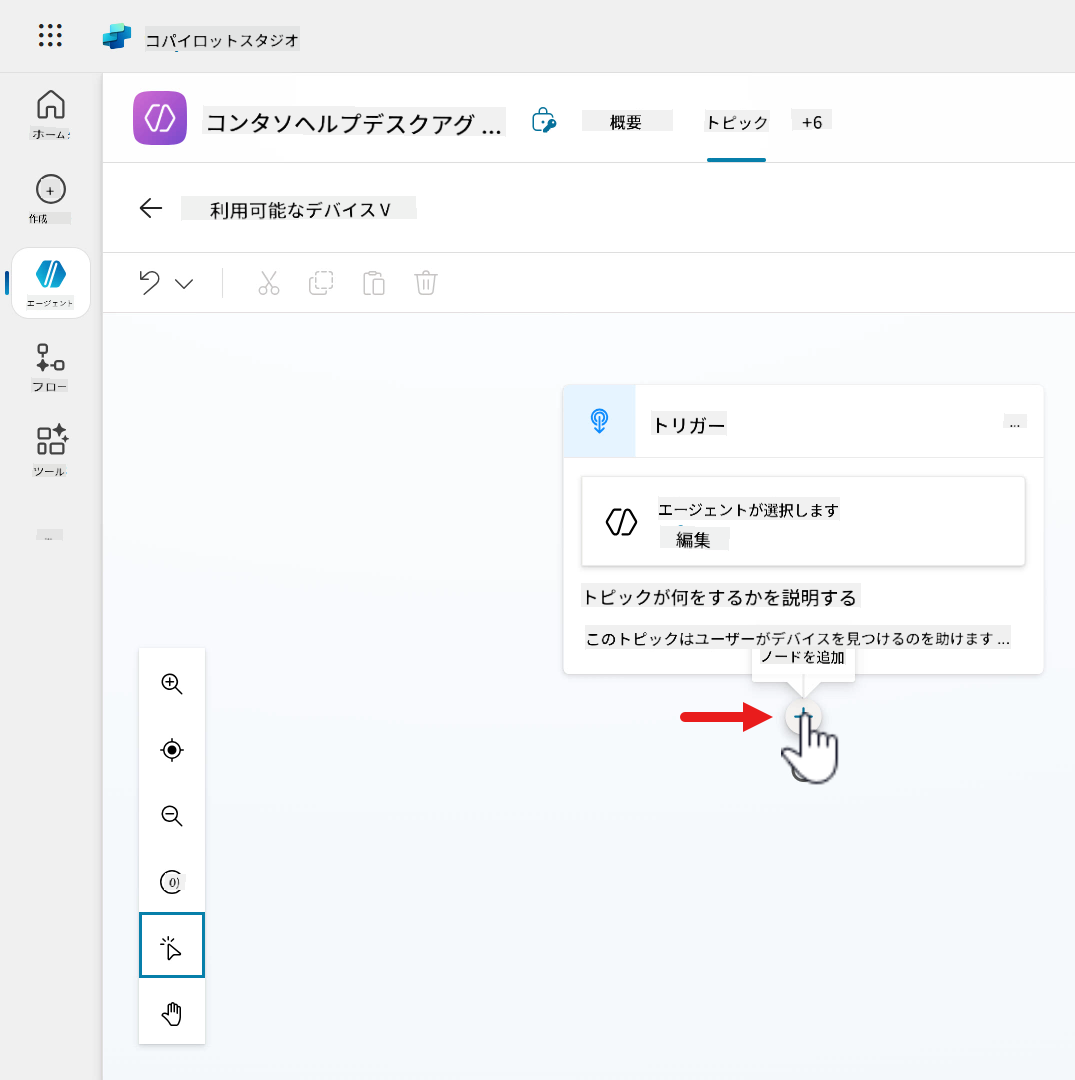 コパイロットスタジオ
ホーム
作成
エージェント
フロー
ツール
...
コンタソヘルプデスクアグ ...
概要
トピック
+6
利用可能なデバイス V
トリガー
...
エージェントが選択します
編集
トピックが何をするかを説明する
このトピックはユーザーがデバイスを見つけるのを助けます ...
ノードを追加
0)